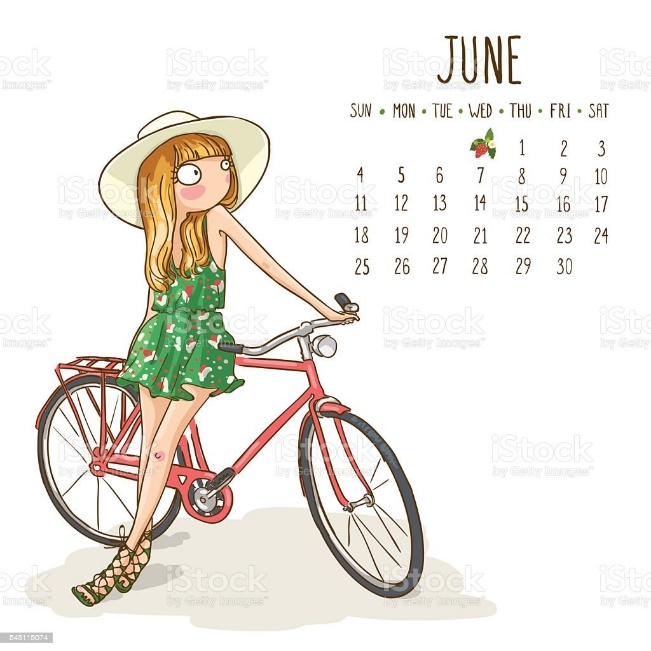 JUNE
SUN • MON • TUE • WED • THU • FRI • SAT
1 2 3
4 5 6 7 8 9 10
11 12 13 14 15 16 17
18 19 20 21 22 23 24
25 26 27 28 29 30
iStock
by Getty Images™